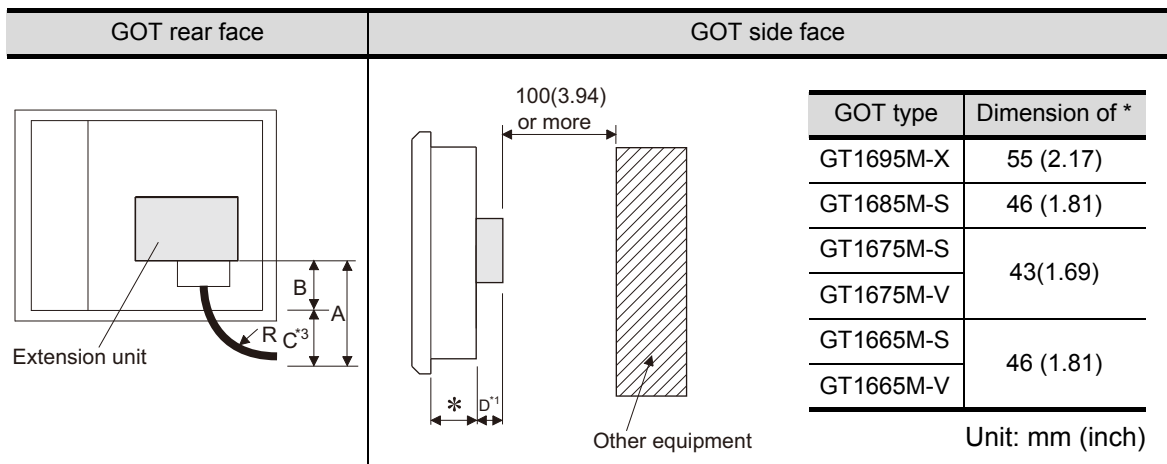 GOT rear face
GOT side face
B
A
R
C*3
Extension unit
100(3.94)
or more
*
D*1
Other equipment
GOT type Dimension of *
GT1695M-X 55 (2.17)
GT1685M-S 46 (1.81)
GT1675M-S
43(1.69)
GT1675M-V
GT1665M-S
46 (1.81)
GT1665M-V
Unit: mm (inch)